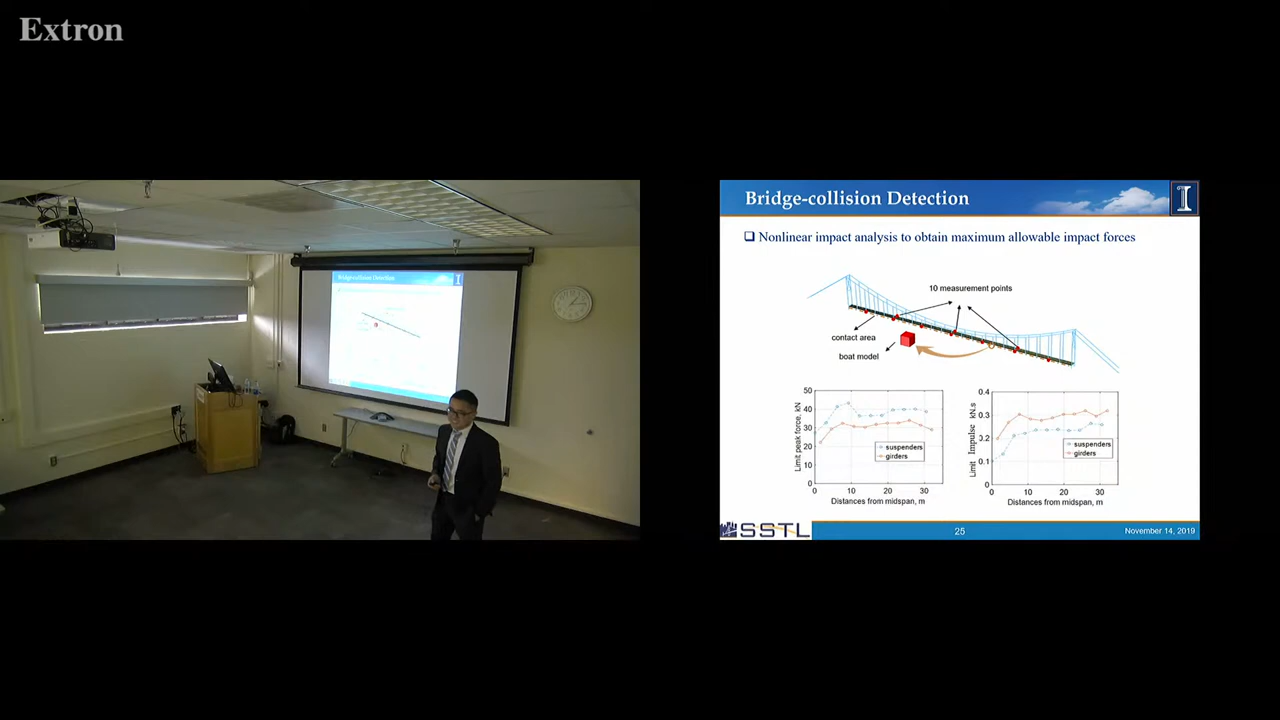 Extron
Bridge-collision Detection
Bridge-collision Detection
❑ Nonlinear impact analysis to obtain maximum allowable impact forces
10 measurement points
contact area
boat model
Limit peak force, kN
50
40
30
20
10
0
0
10
20
30
suspenders
girders
Distances from midspan, m
Limit Impulse kN.s
0.4
0.3
0.2
0.1
0
0
10
20
30
suspenders
girders
Distances from midspan, m
SSTL
25
November 14, 2019